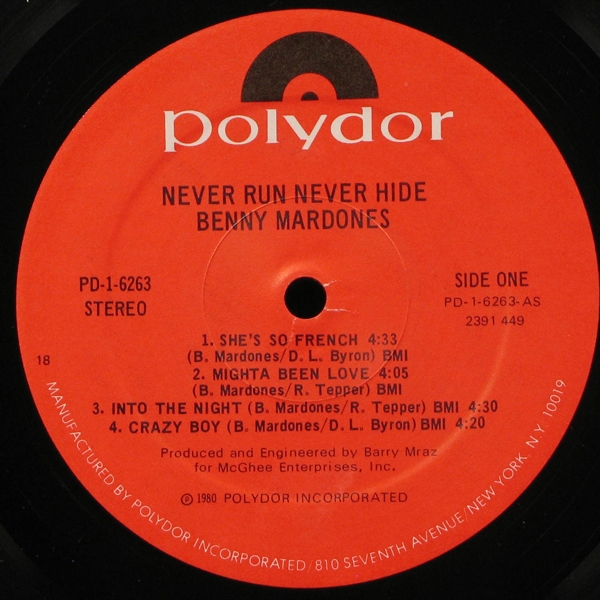 polydor
NEVER RUN NEVER HIDE
BENNY MARDONES
PD-1-6263
STEREO
SIDE ONE
PD-1-6263-AS
2391 449
1. SHE'S SO FRENCH 4:33
(B. Mardones/D. L. Byron) BMI
2. MIGHTA BEEN LOVE 4:05
(B. Mardones/R. Tepper) BMI
3. INTO THE NIGHT (B. Mardones/R. Tepper) BMI 4:30
4. CRAZY BOY (B. Mardones/D. L. Byron) BMI 4:20
18
Produced and Engineered by Barry Mraz
for McGhee Enterprises, Inc.
℗ 1980 POLYDOR INCORPORATED
MANUFACTURED BY POLYDOR INCORPORATED/810 SEVENTH AVENUE/NEW YORK, N.Y. 10019